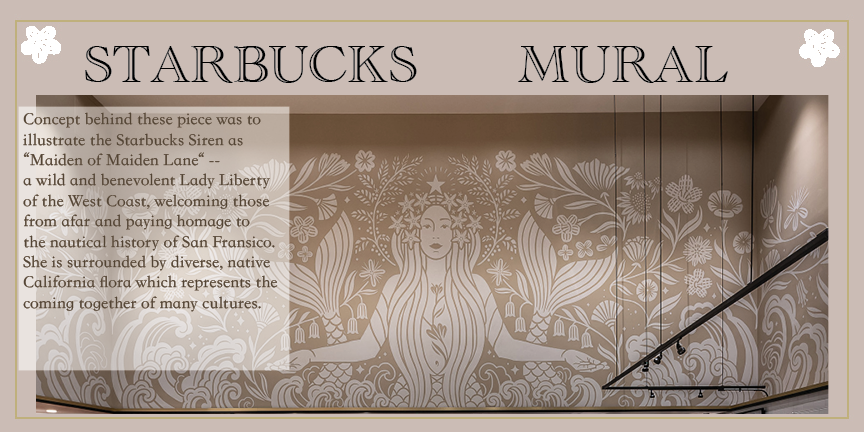 STARBUCKS MURAL
Concept behind these piece was to
illustrate the Starbucks Siren as
“Maiden of Maiden Lane“ --
a wild and benevolent Lady Liberty
of the West Coast, welcoming those
from afar and paying homage to
the nautical history of San Fransico.
She is surrounded by diverse, native
California flora which represents the
coming together of many cultures.